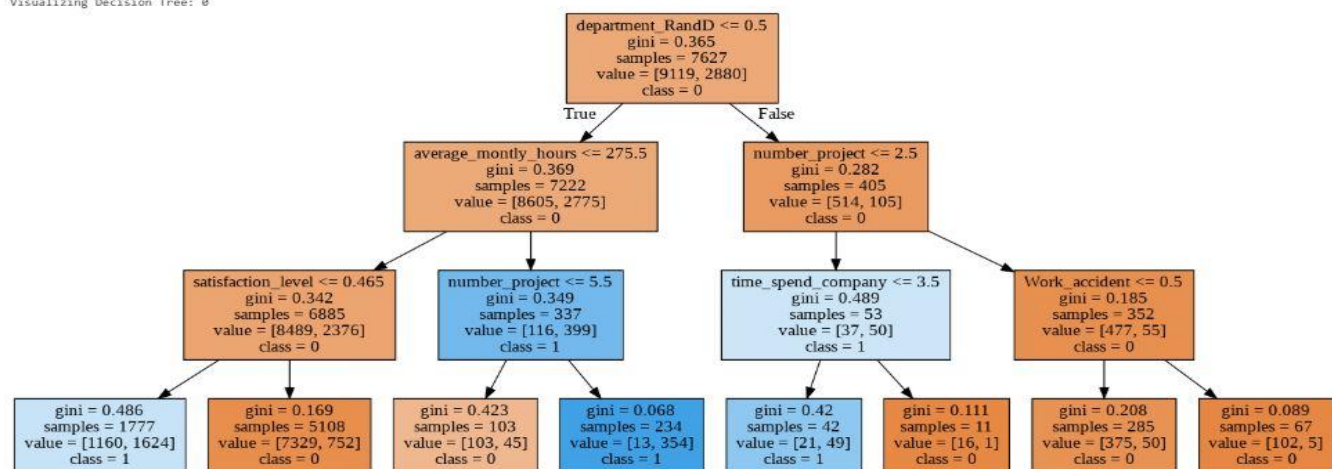 Visualizing Decision Tree: 0
department_RandD <= 0.5
gini = 0.365
samples = 7627
value = [9119, 2880]
class = 0
True
False
average_montly_hours <= 275.5
gini = 0.369
samples = 7222
value = [8605, 2775]
class = 0
number_project <= 2.5
gini = 0.282
samples = 405
value = [514, 105]
class = 0
satisfaction_level <= 0.465
gini = 0.342
samples = 6885
value = [8489, 2376]
class = 0
number_project <= 5.5
gini = 0.349
samples = 337
value = [116, 399]
class = 1
time_spend_company <= 3.5
gini = 0.489
samples = 53
value = [37, 50]
class = 1
Work_accident <= 0.5
gini = 0.185
samples = 352
value = [477, 55]
class = 0
gini = 0.486
samples = 1777
value = [1160, 1624]
class = 1
gini = 0.169
samples = 5108
value = [7329, 752]
class = 0
gini = 0.423
samples = 103
value = [103, 45]
class = 0
gini = 0.068
samples = 234
value = [13, 354]
class = 1
gini = 0.42
samples = 42
value = [21, 49]
class = 1
gini = 0.111
samples = 11
value = [16, 1]
class = 0
gini = 0.208
samples = 285
value = [375, 50]
class = 0
gini = 0.089
samples = 67
value = [102, 5]
class = 0